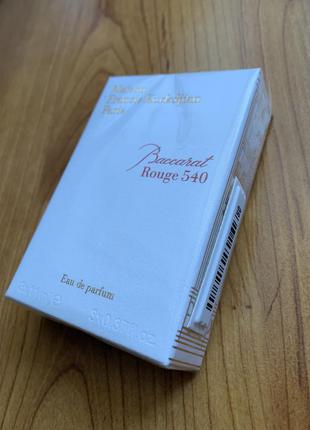 Maison
Francis Kurkdjian
Paris
Baccarat
Rouge 540
Eau de parfum